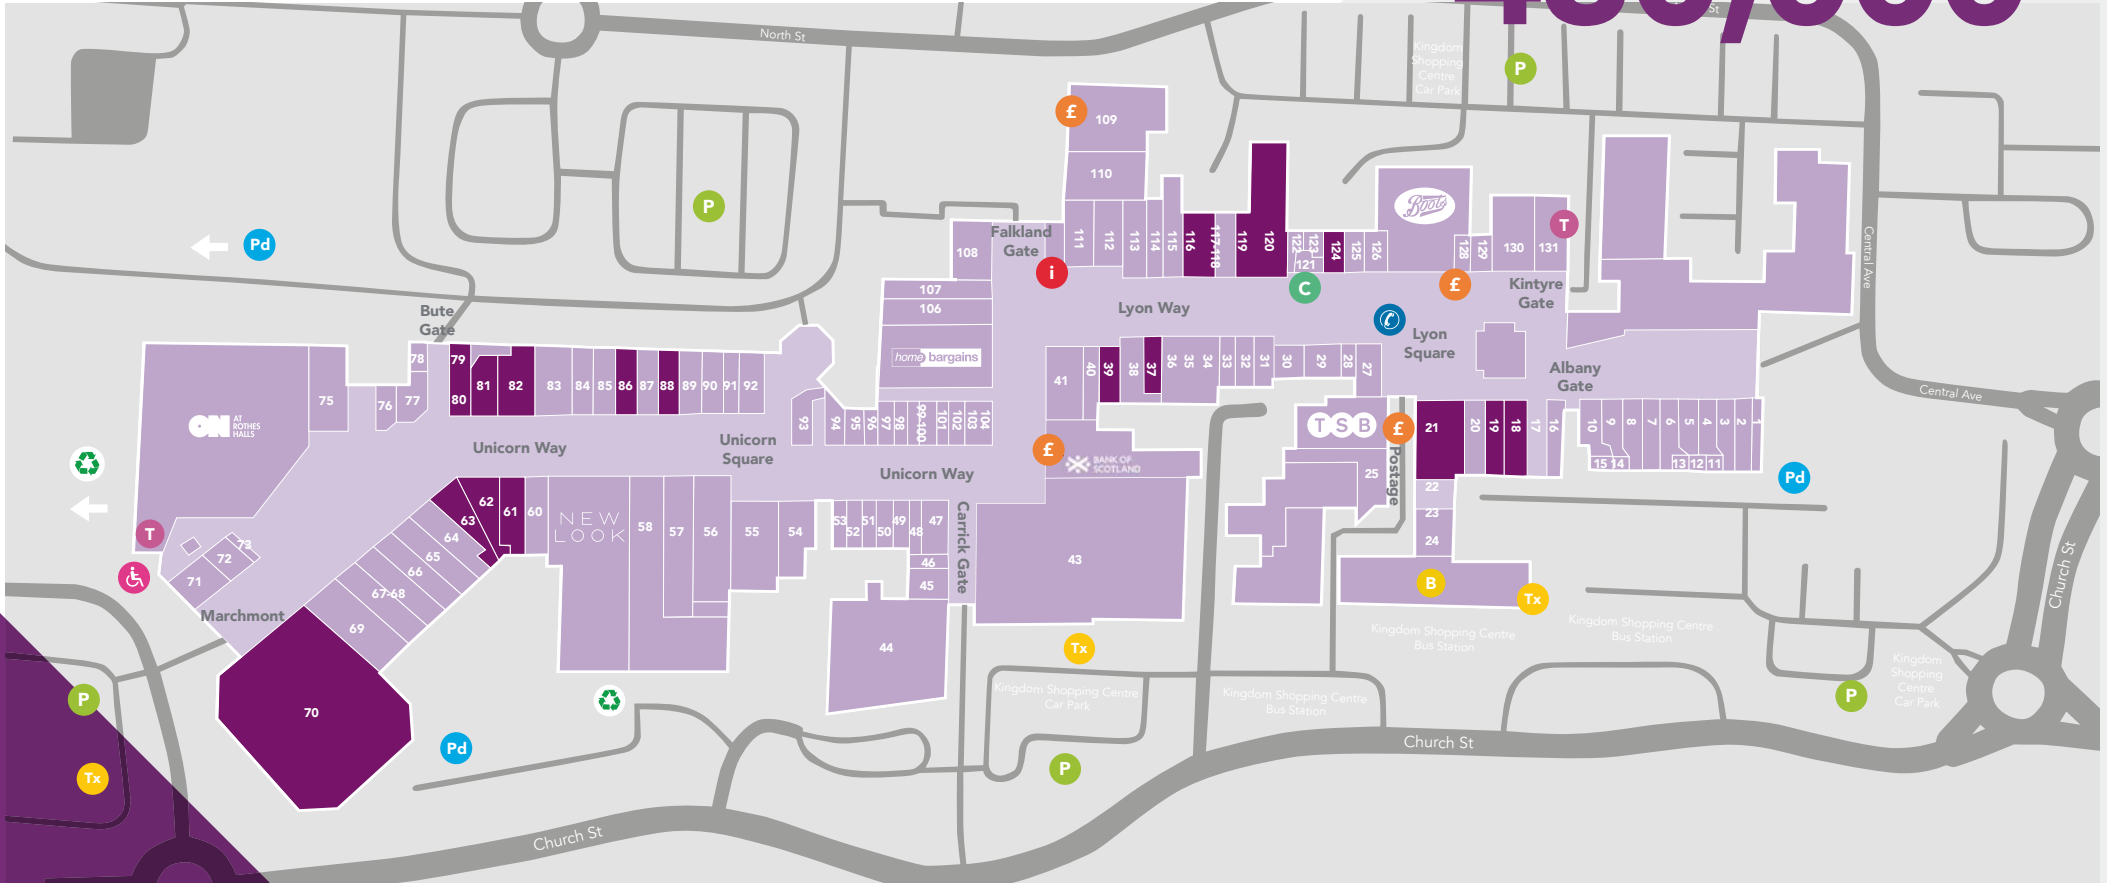 North St
St
Kingdom
Shopping
Centre
Car Park
P
£
109
110
P
Pd
Falkland
Gate
108
i
111
112
113
114
115
116
117-118
119
120
122
123
121
124
125
126
Boots
128
129
130
131
T
C
£
Kintyre
Gate
Central Ave
107
106
home bargains
Lyon Way
Lyon
Square
Albany
Gate
Central Ave
Bute
Gate
ON AT
ROTHES
HALLS
75
76
77
78
79
80
81
82
83
84
85
86
87
88
89
90
91
92
93
94
95
96
97
98
99-100
101
102
103
104
41
40
39
38
37
36
35
34
33
32
31
30
29
28
27
TSB
£
Postage
21
20
19
18
17
16
10
9
8
7
6
5
4
3
2
1
15
14
13
12
11
Pd
Unicorn Way
Unicorn
Square
Unicorn Way
£
BANK OF
SCOTLAND
25
22
23
24
B
Tx
T
71
72
73
Marchmont
62
63
61
60
64
65
66
67-68
69
70
NEW
LOOK
58
57
56
55
54
53
52
51
50
49
48
47
46
45
44
Carrick Gate
43
Tx
Kingdom Shopping Centre
Car Park
Kingdom Shopping Centre
Bus Station
Kingdom Shopping Centre
Bus Station
Kingdom Shopping Centre
Bus Station
Kingdom
Shopping
Centre
Car Park
P
P
Tx
Pd
P
Church St
Church St
Church St